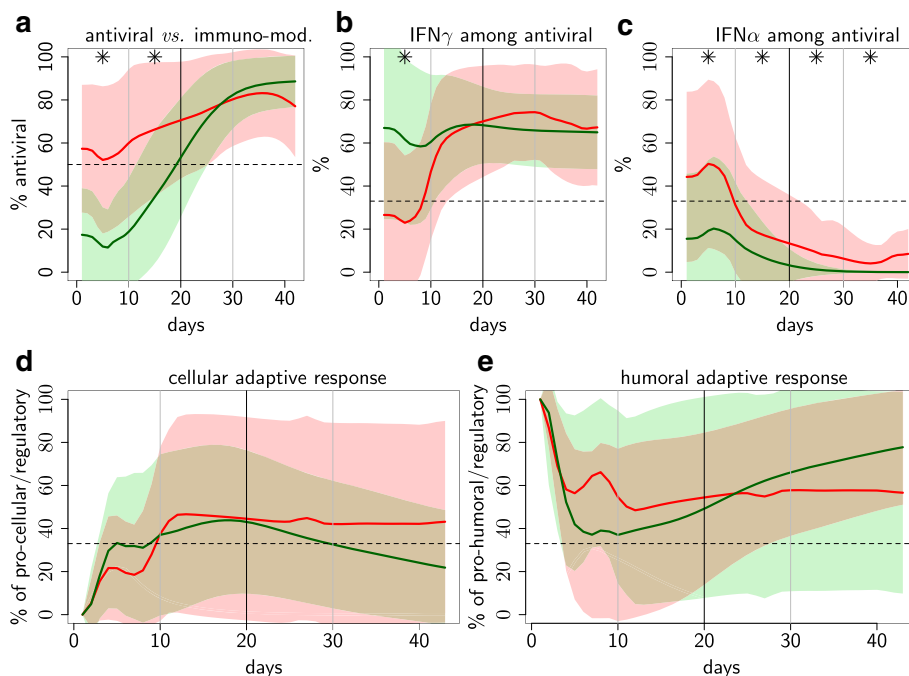 a
antiviral vs. immuno-mod.
% antiviral
0 20 40 60 80 100
0 10 20 30 40
days
b
IFNγ among antiviral
%
0 20 40 60 80 100
0 10 20 30 40
days
c
IFNα among antiviral
%
0 20 40 60 80 100
0 10 20 30 40
days
d
cellular adaptive response
% of pro-cellular/regulatory
0 20 40 60 80 100
0 10 20 30 40
days
e
humoral adaptive response
% of pro-humoral/regulatory
0 20 40 60 80 100
0 10 20 30 40
days